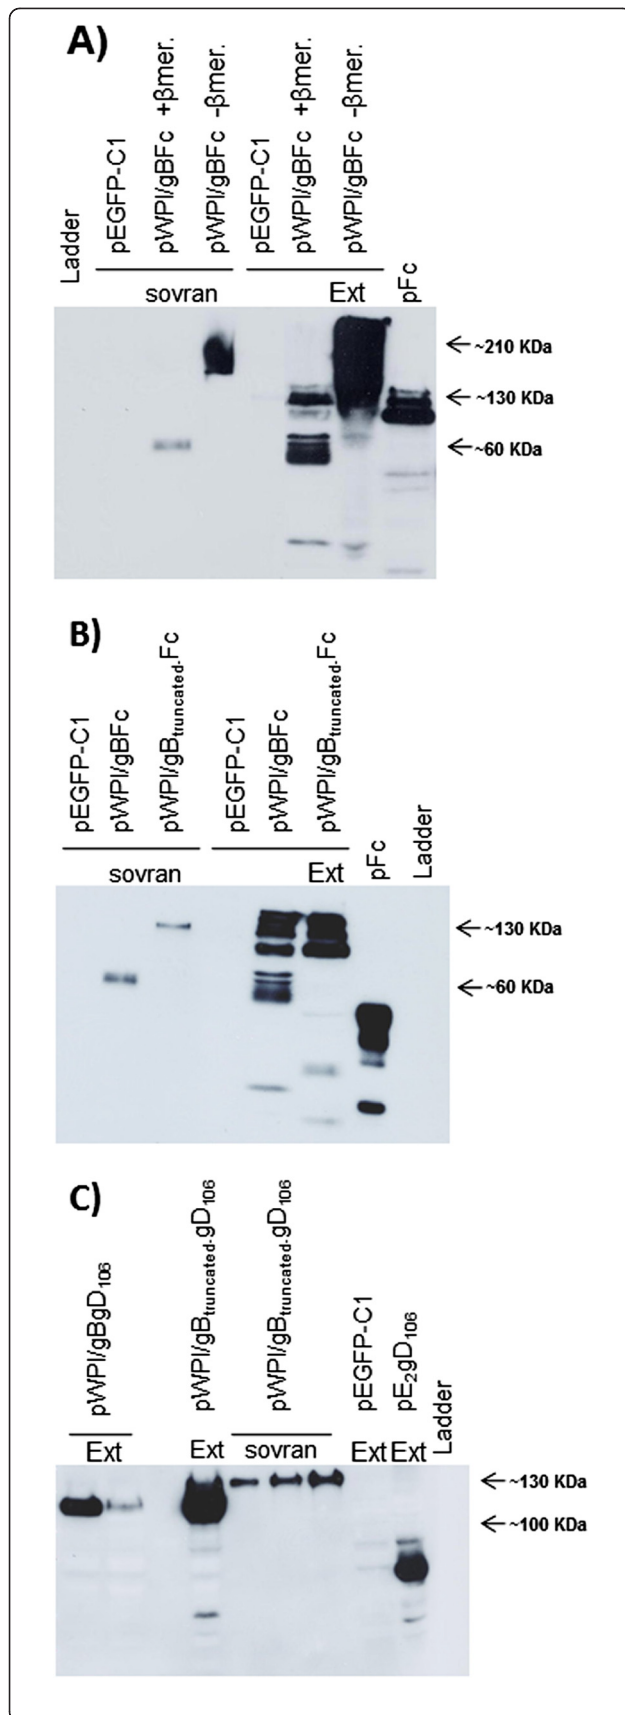 A)
Ladder
pEGFP-C1
pWPI/gBFc +βmer.
pWPI/gBFc -βmer.
pEGFP-C1
pWPI/gBFc +βmer.
pWPI/gBFc -βmer.
pFc
sovran
Ext
~210 KDa
~130 KDa
~60 KDa
B)
pEGFP-C1
pWPI/gBFc
pWPI/gBtruncated-Fc
pEGFP-C1
pWPI/gBFc
pWPI/gBtruncated-Fc
pFc
Ladder
sovran
Ext
~130 KDa
~60 KDa
C)
pWPI/gBgD106
pWPI/gBtruncated-gD106
pWPI/gBtruncated-gD106
pEGFP-C1
pE2gD106
Ladder
Ext
Ext
sovran
Ext
Ext
~130 KDa
~100 KDa